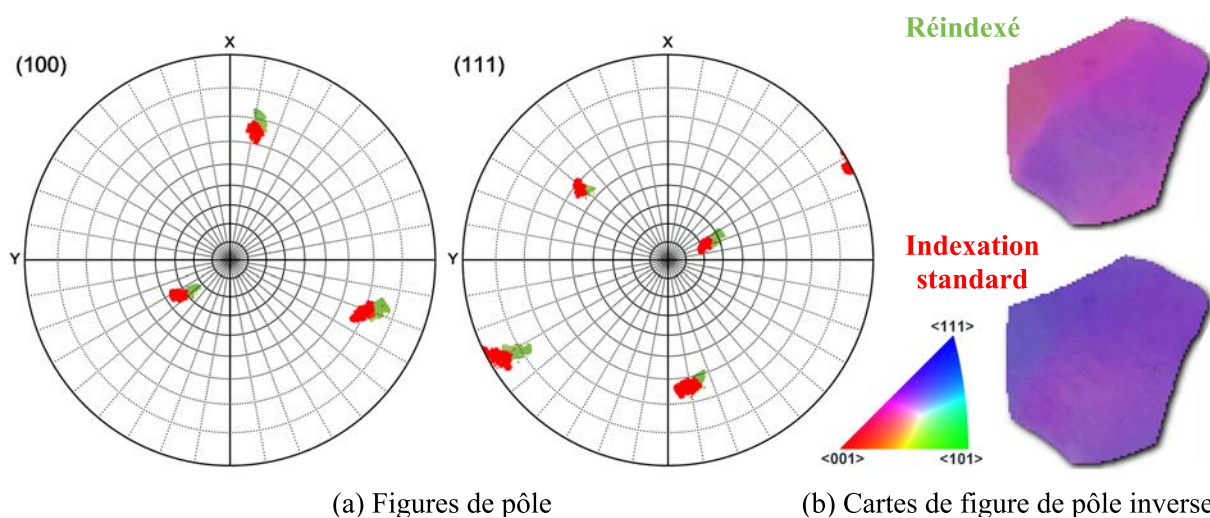 (100)
X
Y
(111)
X
Y
Réindexé
Indexation
standard
<111>
<001>
<101>
(a) Figures de pôle
(b) Cartes de figure de pôle inverse